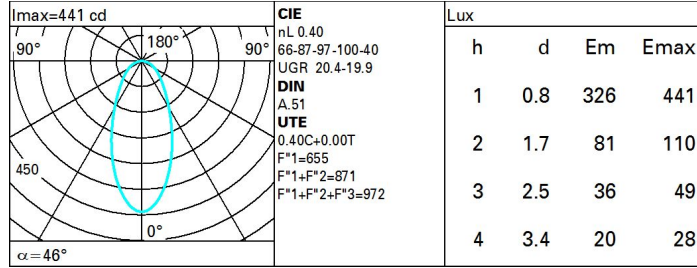 Imax=441 cd
90°
180°
90°
450
0°
α=46°
CIE
nL 0.40
66-87-97-100-40
UGR 20.4-19.9
DIN
A.51
UTE
0.40C+0.00T
F"1=655
F"1+F"2=871
F"1+F"2+F"3=972
Lux
h d Em Emax
1 0.8 326 441
2 1.7 81 110
3 2.5 36 49
4 3.4 20 28